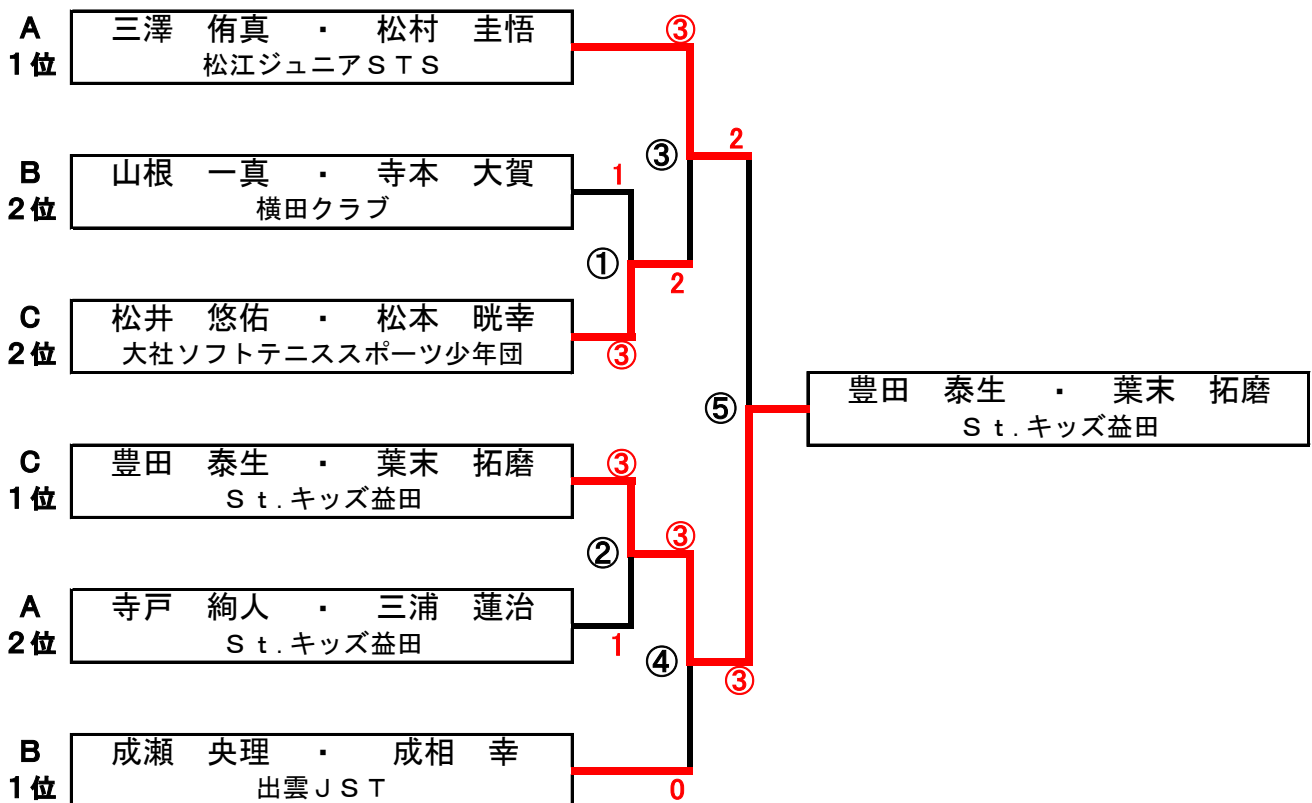 A
1位
三澤　侑真　・　松村　圭悟
松江ジュニアＳＴＳ
③
2
③
B
2位
山根　一真　・　寺本　大賀
横田クラブ
1
①
2
C
2位
松井　悠佑　・　松本　晄幸
大社ソフトテニススポーツ少年団
③
⑤
豊田　泰生　・　葉末　拓磨
Ｓｔ.キッズ益田
C
1位
豊田　泰生　・　葉末　拓磨
Ｓｔ.キッズ益田
③
②
③
A
2位
寺戸　絢人　・　三浦　蓮治
Ｓｔ.キッズ益田
1
④
③
B
1位
成瀬　央理　・　成相　幸
出雲ＪＳＴ
0